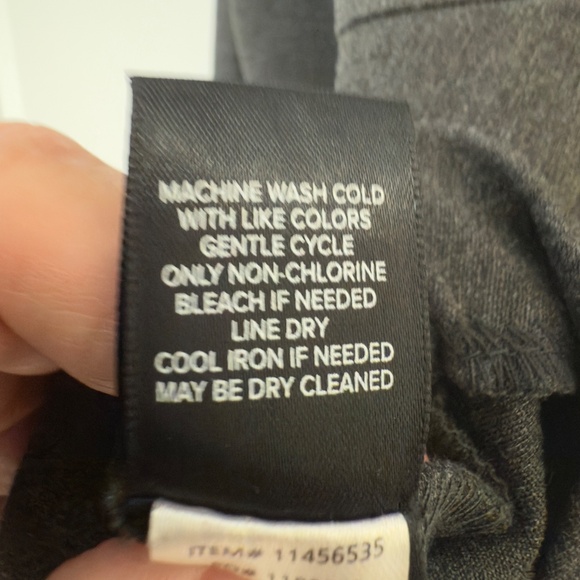 MACHINE WASH COLD
WITH LIKE COLORS
GENTLE CYCLE
ONLY NON-CHLORINE
BLEACH IF NEEDED
LINE DRY
COOL IRON IF NEEDED
MAY BE DRY CLEANED
ITEM# 11456535